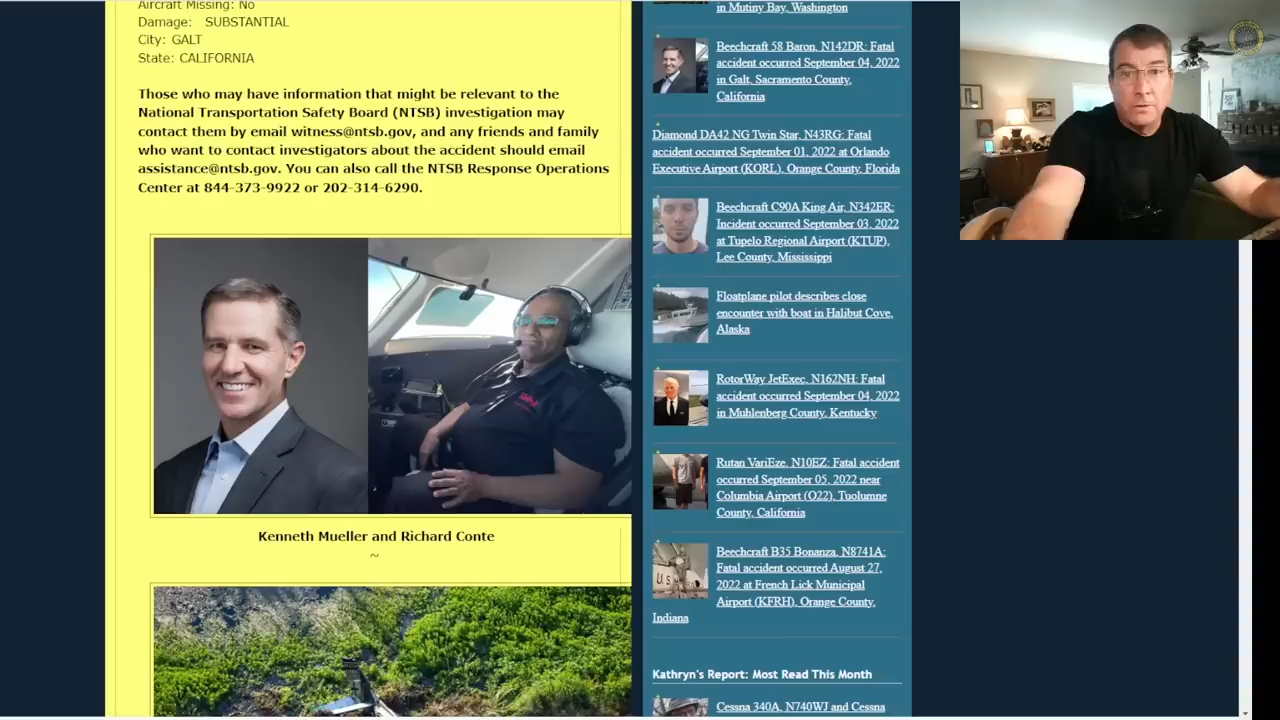 Aircraft Missing: No
Damage: SUBSTANTIAL
City: GALT
State: CALIFORNIA
Those who may have information that might be relevant to the
National Transportation Safety Board (NTSB) investigation may
contact them by email witness@ntsb.gov, and any friends and family
who want to contact investigators about the accident should email
assistance@ntsb.gov. You can also call the NTSB Response Operations
Center at 844-373-9922 or 202-314-6290.
Kenneth Mueller and Richard Conte
~
in Mutiny Bay, Washington
Beechcraft 58 Baron, N142DR: Fatal
accident occurred September 04, 2022
in Galt, Sacramento County,
California
Diamond DA42 NG Twin Star, N43RG: Fatal
accident occurred September 01, 2022 at Orlando
Executive Airport (KORL), Orange County, Florida
Beechcraft C90A King Air, N342ER:
Incident occurred September 03, 2022
at Tupelo Regional Airport (KTUP),
Lee County, Mississippi
Floatplane pilot describes close
encounter with boat in Halibut Cove,
Alaska
RotorWay JetExec, N162NH: Fatal
accident occurred September 04, 2022
in Muhlenberg County, Kentucky
Rutan VariEze, N10EZ: Fatal accident
occurred September 05, 2022 near
Columbia Airport (O22), Tuolumne
County, California
Beechcraft B35 Bonanza, N8741A:
Fatal accident occurred August 27,
2022 at French Lick Municipal
Airport (KFRH), Orange County,
Indiana
Kathryn's Report: Most Read This Month
Cessna 340A, N740WJ and Cessna